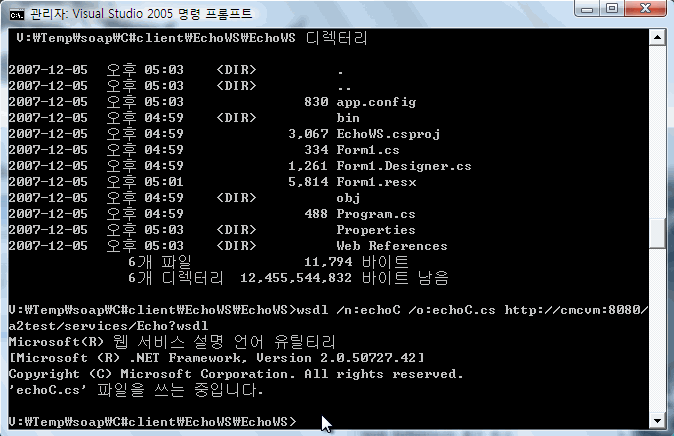 관리자: Visual Studio 2005 명령 프롬프트
V:₩Temp₩soap₩C#client₩EchoWS₩EchoWS 디렉터리
2007-12-05 오후 05:03 <DIR> .
2007-12-05 오후 05:03 <DIR> ..
2007-12-05 오후 05:03 830 app.config
2007-12-05 오후 04:59 <DIR> bin
2007-12-05 오후 04:59 3,067 EchoWS.csproj
2007-12-05 오후 04:59 334 Form1.cs
2007-12-05 오후 04:59 1,261 Form1.Designer.cs
2007-12-05 오후 05:01 5,814 Form1.resx
2007-12-05 오후 04:59 <DIR> obj
2007-12-05 오후 04:59 488 Program.cs
2007-12-05 오후 05:03 <DIR> Properties
2007-12-05 오후 05:03 <DIR> Web References
6개 파일 11,794 바이트
6개 디렉터리 12,455,544,832 바이트 남음
V:₩Temp₩soap₩C#client₩EchoWS₩EchoWS>wsdl /n:echoC /o:echoC.cs http://cmcvm:8080/
a2test/services/Echo?wsdl
Microsoft(R) 웹 서비스 설명 언어 유틸티리
[Microsoft (R) .NET Framework, Version 2.0.50727.42]
Copyright (C) Microsoft Corporation. All rights reserved.
'echoC.cs' 파일을 쓰는 중입니다.
V:₩Temp₩soap₩C#client₩EchoWS₩EchoWS>